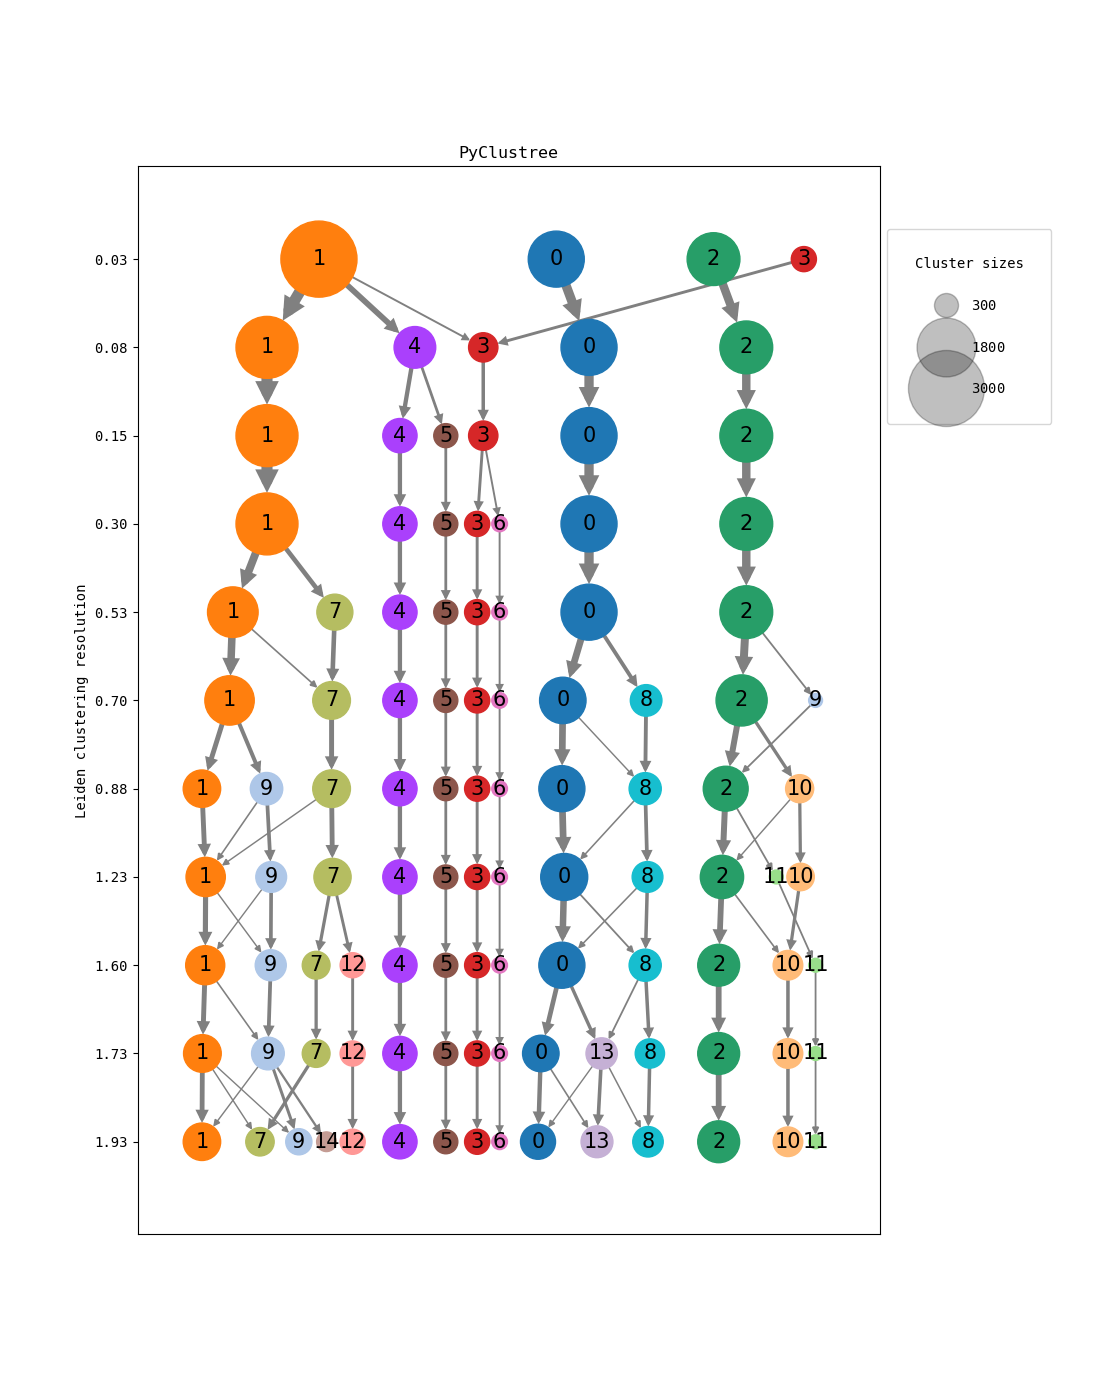 PyClustree
Leiden clustering resolution
0.03 1 0 2 3
0.08 1 4 3 0 2
0.15 1 4 5 3 0 2
0.30 1 4 5 3 6 0 2
0.53 1 7 4 5 3 6 0 2
0.70 1 7 4 5 3 6 0 8 2 9
0.88 1 9 7 4 5 3 6 0 8 2 10
1.23 1 9 7 4 5 3 6 0 8 2 11 10
1.60 1 9 7 12 4 5 3 6 0 8 2 10 11
1.73 1 9 7 12 4 5 3 6 0 13 8 2 10 11
1.93 1 7 9 14 12 4 5 3 6 0 13 8 2 10 11
Cluster sizes
300
1800
3000